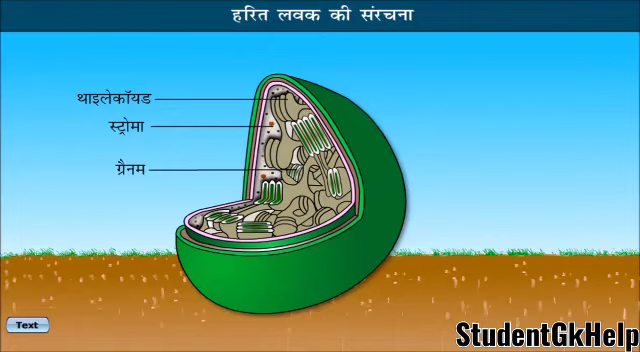 हरित लवक की संरचना
थाइलेकॉयड
स्ट्रोमा
ग्रैनम
Text
StudentGkHelp